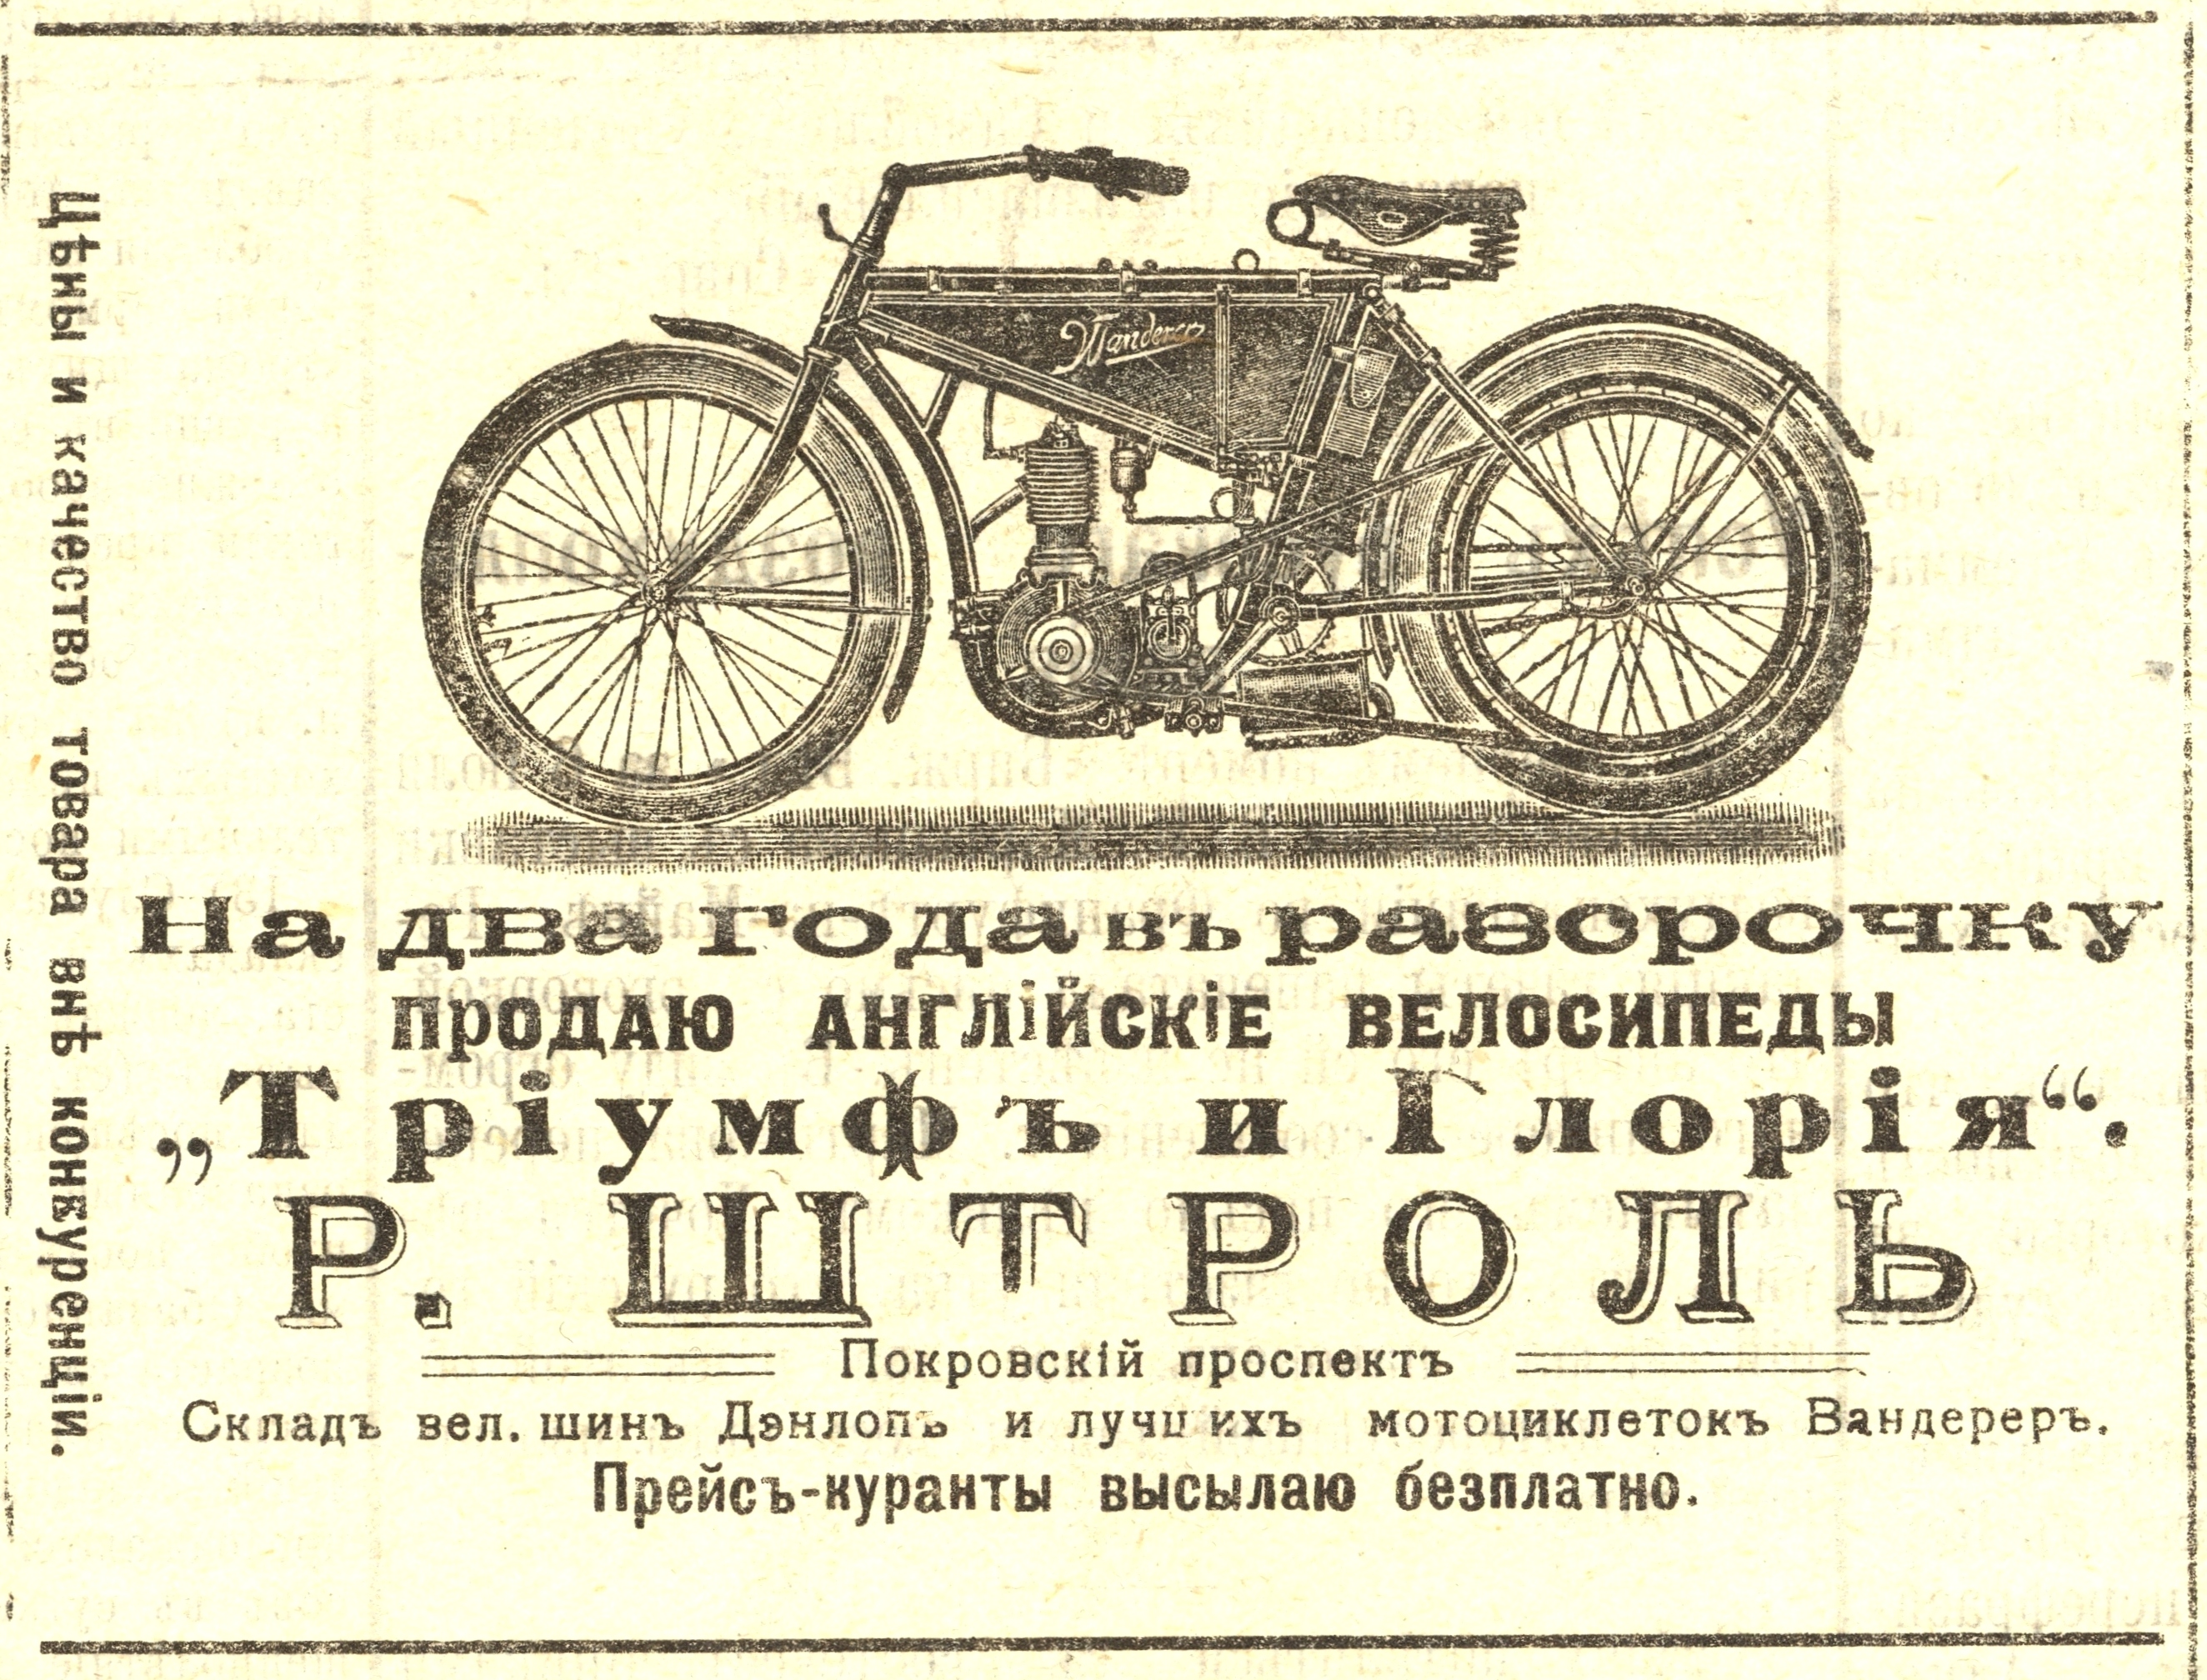 Wanderer
Цѣны и качество товара внѣ конкуренціи.
На два года въ разсрочку
ПРОДАЮ АНГЛІЙСКІЕ ВЕЛОСИПЕДЫ
„Тріумфъ и Глорія“.
Р. ШТРОЛЬ
Покровскій проспектъ
Складъ вел. шинъ Дэнлопъ и лучшихъ мотоциклетокъ Вандереръ.
Прейсъ-куранты высылаю безплатно.